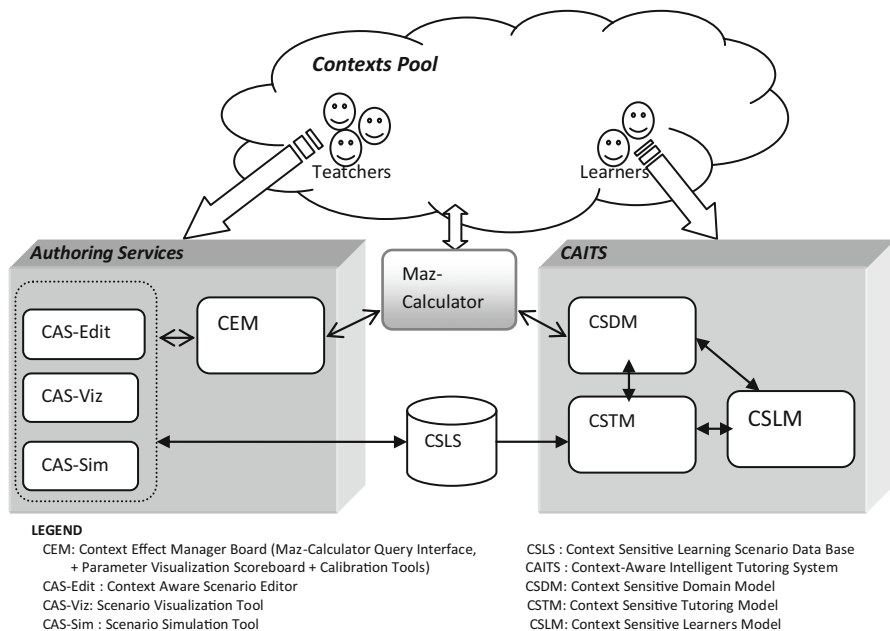 Contexts Pool
Teatchers
Learners
Authoring Services
CAS-Edit
CAS-Viz
CAS-Sim
CEM
Maz-
Calculator
CSLS
CAITS
CSDM
CSTM
CSLM
LEGEND
CEM: Context Effect Manager Board (Maz-Calculator Query Interface,
+ Parameter Visualization Scoreboard + Calibration Tools)
CAS-Edit : Context Aware Scenario Editor
CAS-Viz: Scenario Visualization Tool
CAS-Sim : Scenario Simulation Tool
CSLS : Context Sensitive Learning Scenario Data Base
CAITS : Context-Aware Intelligent Tutoring System
CSDM: Context Sensitive Domain Model
CSTM: Context Sensitive Tutoring Model
CSLM: Context Sensitive Learners Model